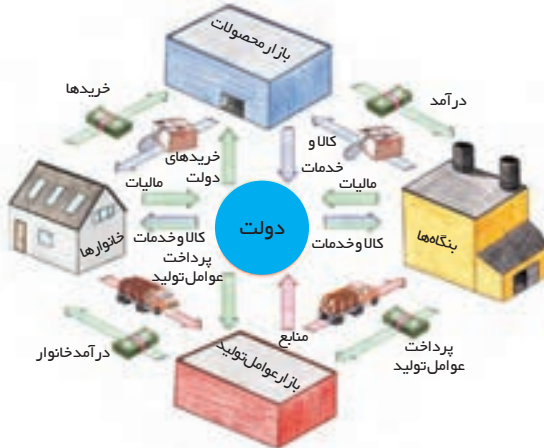 بازار محصولات
خریدها
درآمد
کالا و
خدمات
خریدهای
دولت
مالیات
مالیات
خانوارها
دولت
بنگاه‌ها
کالا و خدمات
کالا و خدمات
پرداخت
عوامل تولید
منابع
درآمد خانوار
بازار عوامل تولید
پرداخت
عوامل تولید